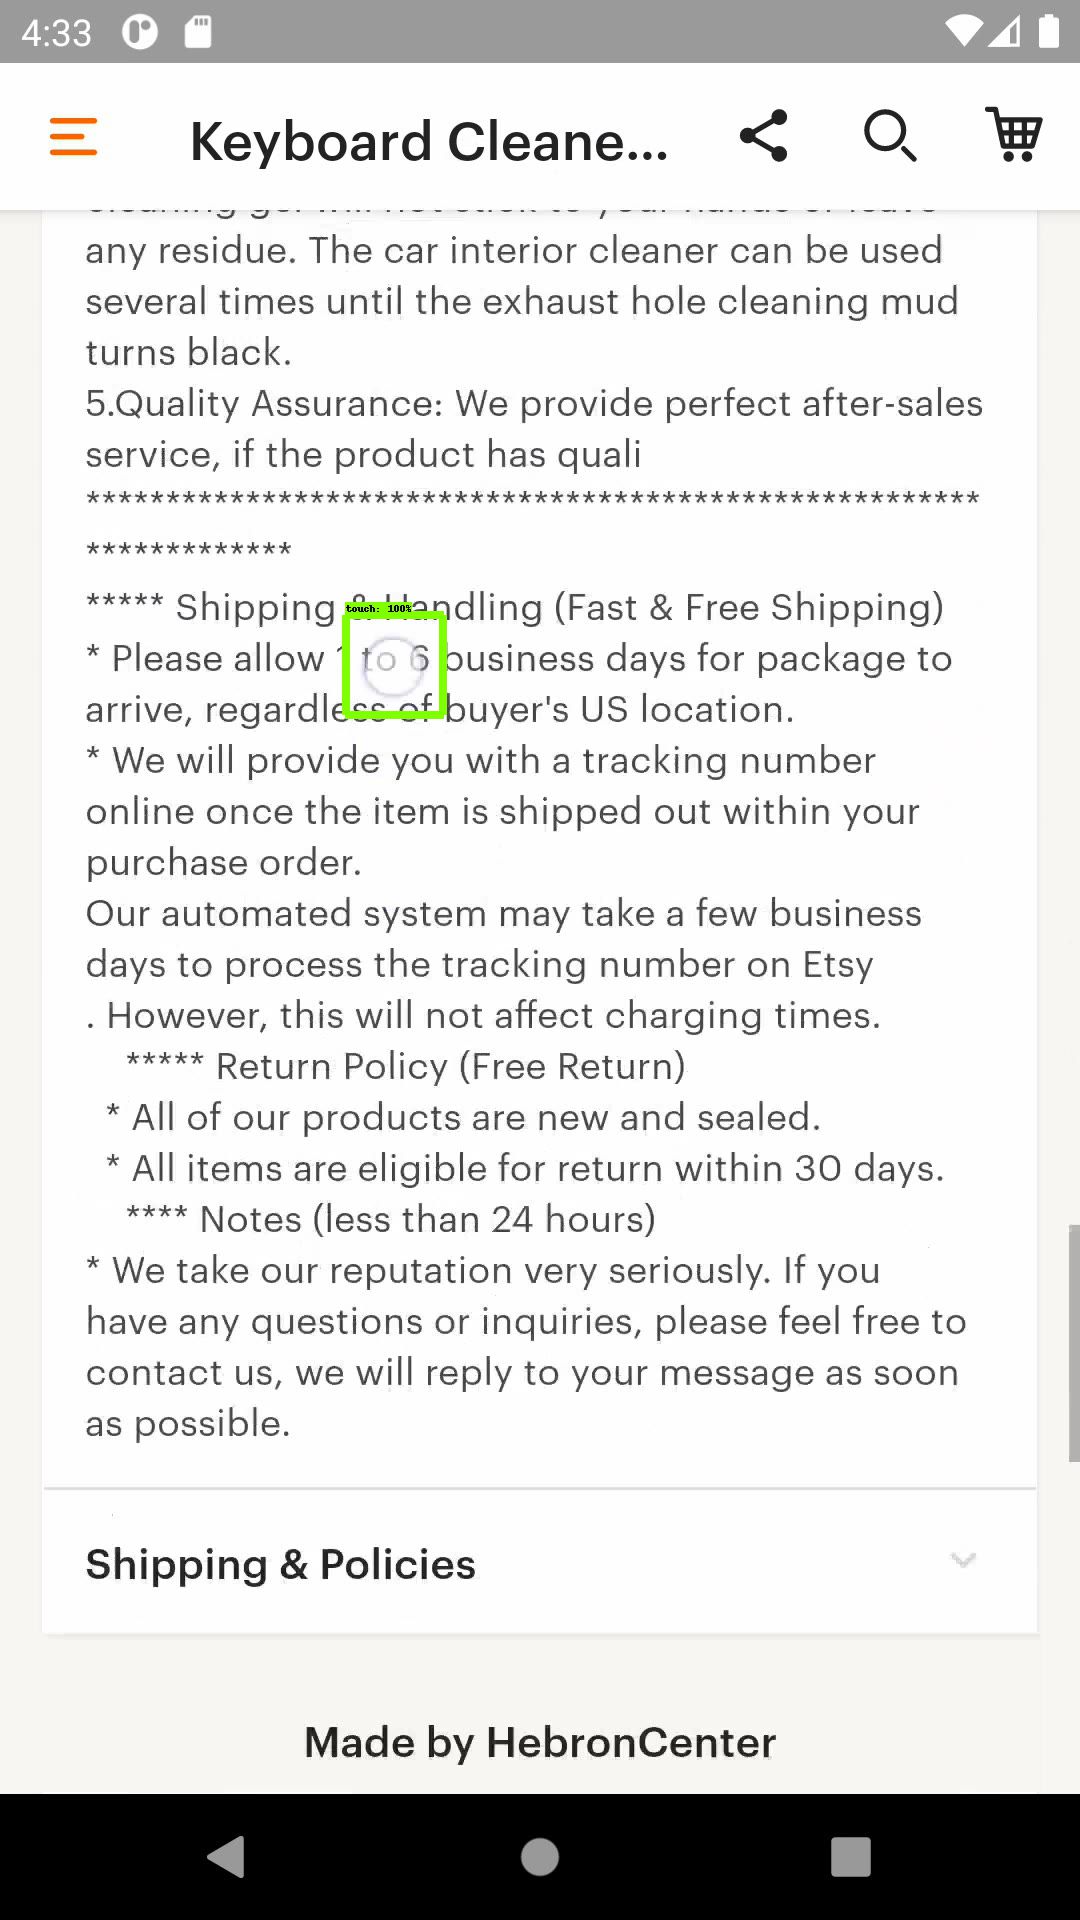 4:33
Keyboard Cleane...
any residue. The car interior cleaner can be used
several times until the exhaust hole cleaning mud
turns black.
5.Quality Assurance: We provide perfect after-sales
service, if the product has quali
********************************************************
*************
***** Shipping & Handling (Fast & Free Shipping)
touch: 100%
* Please allow 1 to 6 business days for package to
arrive, regardless of buyer's US location.
* We will provide you with a tracking number
online once the item is shipped out within your
purchase order.
Our automated system may take a few business
days to process the tracking number on Etsy
. However, this will not affect charging times.
***** Return Policy (Free Return)
* All of our products are new and sealed.
* All items are eligible for return within 30 days.
**** Notes (less than 24 hours)
* We take our reputation very seriously. If you
have any questions or inquiries, please feel free to
contact us, we will reply to your message as soon
as possible.
Shipping & Policies
Made by HebronCenter